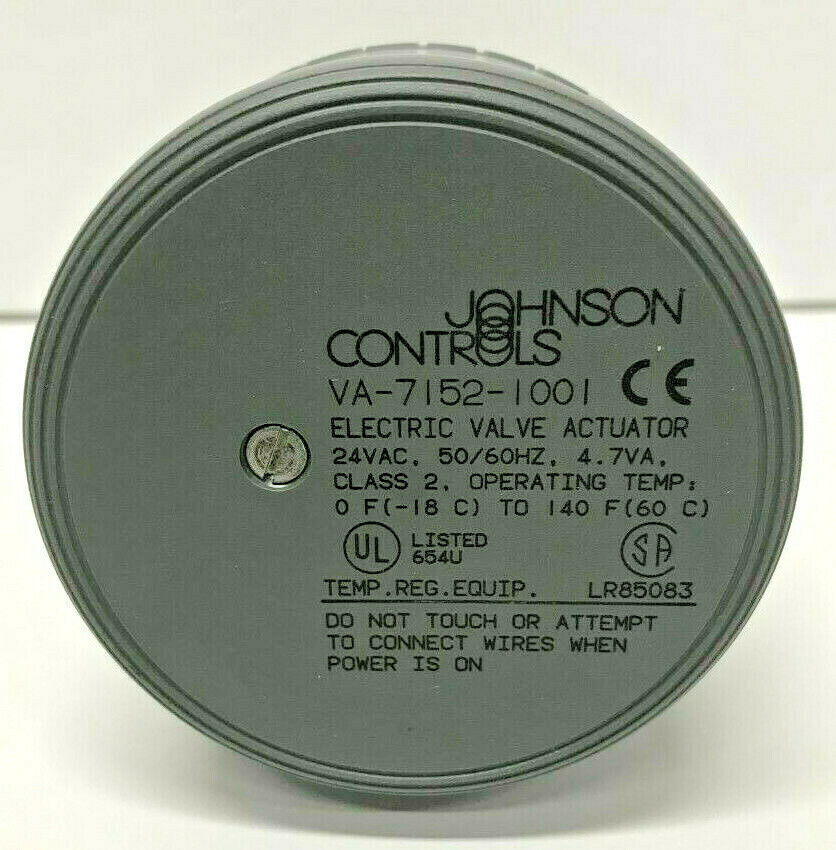 JOHNSON
CONTROLS
VA-7152-1001 CE
ELECTRIC VALVE ACTUATOR
24VAC, 50/60HZ, 4.7VA,
CLASS 2, OPERATING TEMP:
0 F(-18 C) TO 140 F(60 C)
UL LISTED SA
654U
TEMP.REG.EQUIP. LR85083
DO NOT TOUCH OR ATTEMPT
TO CONNECT WIRES WHEN
POWER IS ON